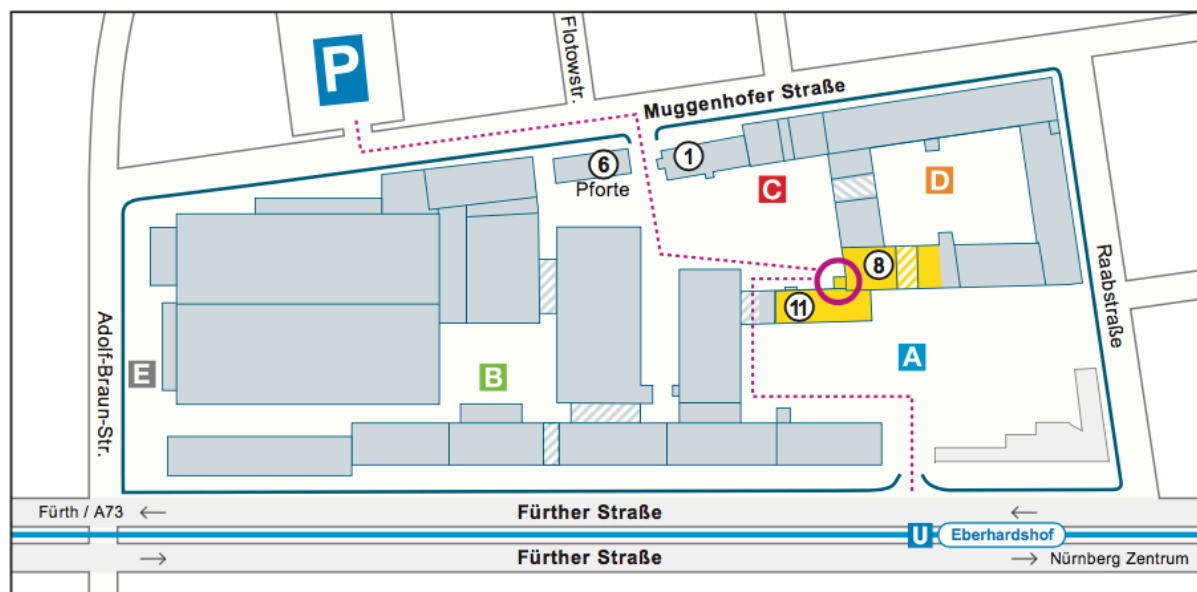 P
Flotowstr.
Muggenhofer Straße
6
Pforte
1
C
D
8
11
Raabstraße
Adolf-Braun-Str.
E
B
A
Fürth / A73
Fürther Straße
U
Eberhardshof
Fürther Straße
Nürnberg Zentrum